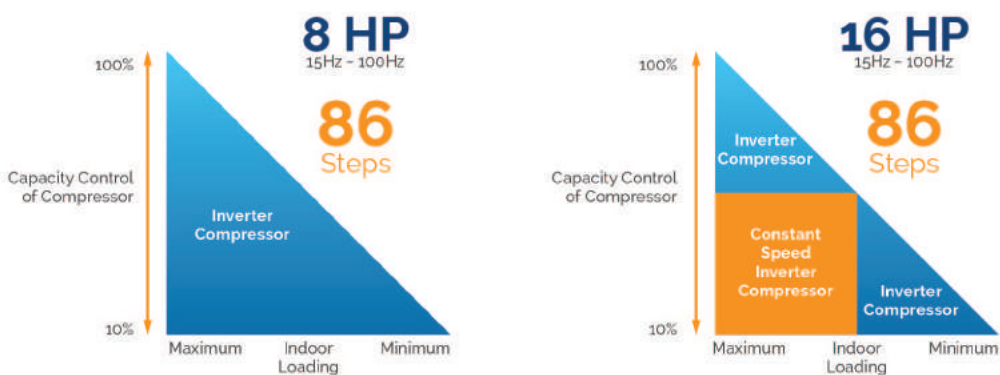 8 HP
15Hz – 100Hz
100%
86
Steps
Capacity Control
of Compressor
Inverter
Compressor
10%
Maximum
Indoor
Loading
Minimum
16 HP
15Hz – 100Hz
100%
86
Steps
Inverter
Compressor
Capacity Control
of Compressor
Constant
Speed
Inverter
Compressor
Inverter
Compressor
10%
Maximum
Indoor
Loading
Minimum